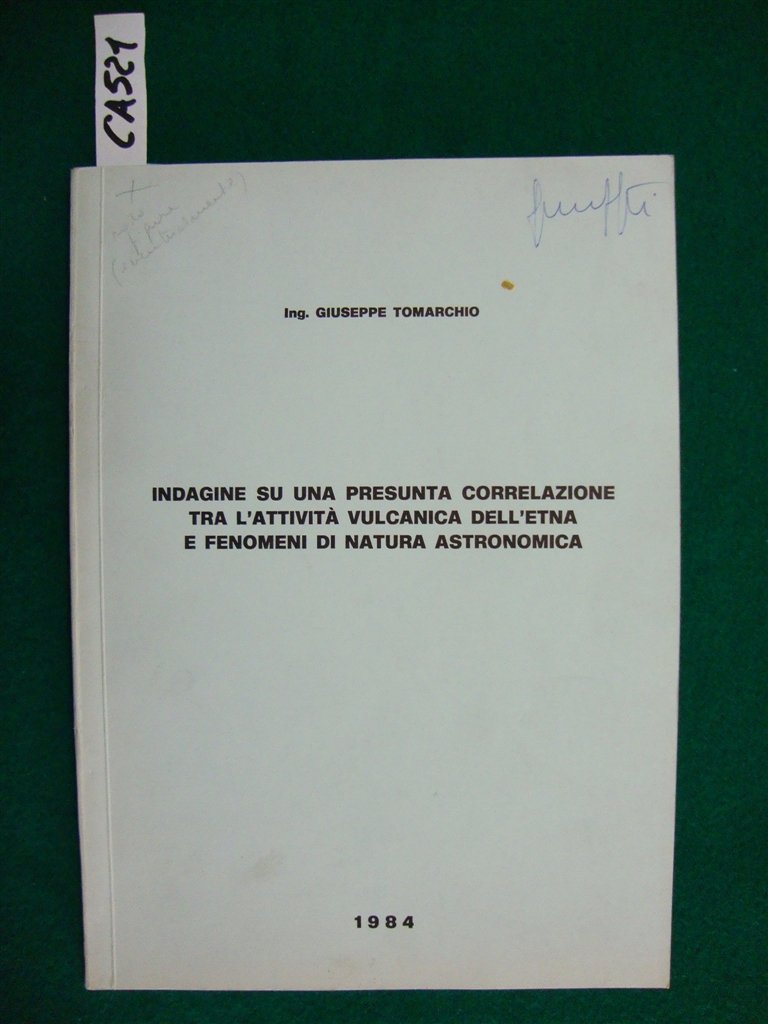 CA521
Ing. GIUSEPPE TOMARCHIO
INDAGINE SU UNA PRESUNTA CORRELAZIONE
TRA L'ATTIVITÀ VULCANICA DELL'ETNA
E FENOMENI DI NATURA ASTRONOMICA
1984